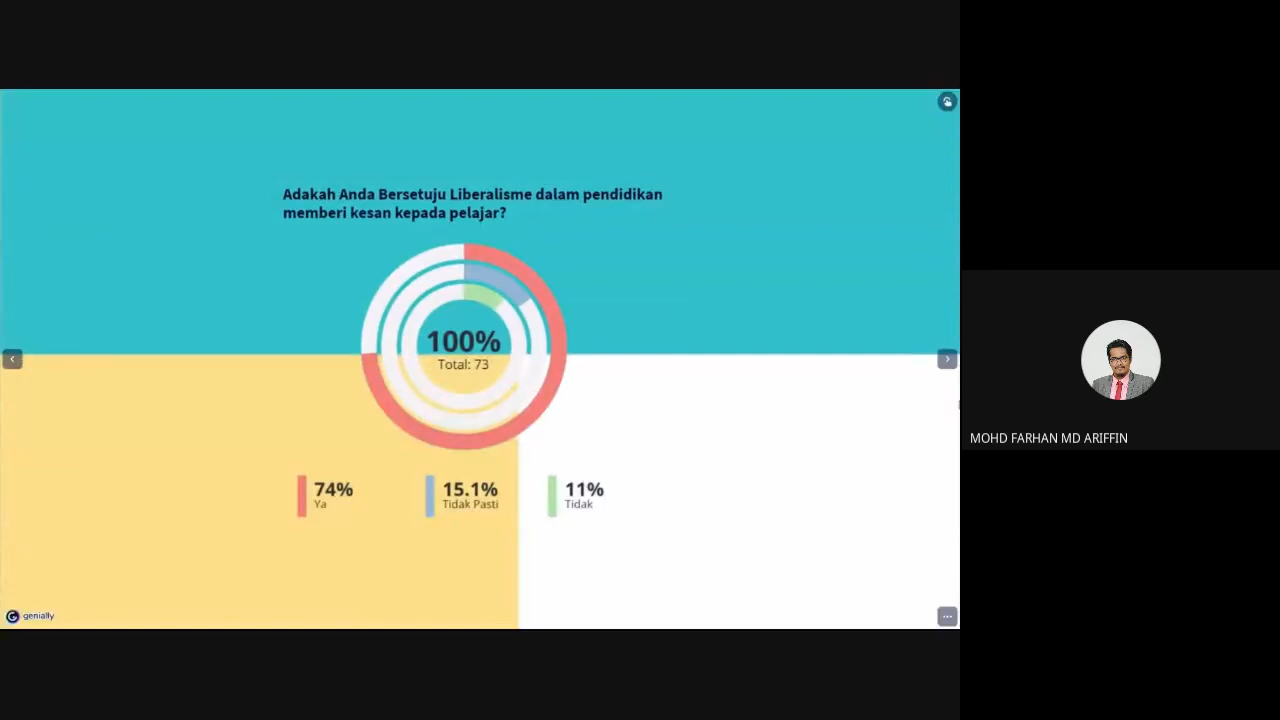 Adakah Anda Bersetuju Liberalisme dalam pendidikan
memberi kesan kepada pelajar?
100%
Total: 73
74%
Ya
15.1%
Tidak Pasti
11%
Tidak
genially
MOHD FARHAN MD ARIFFIN